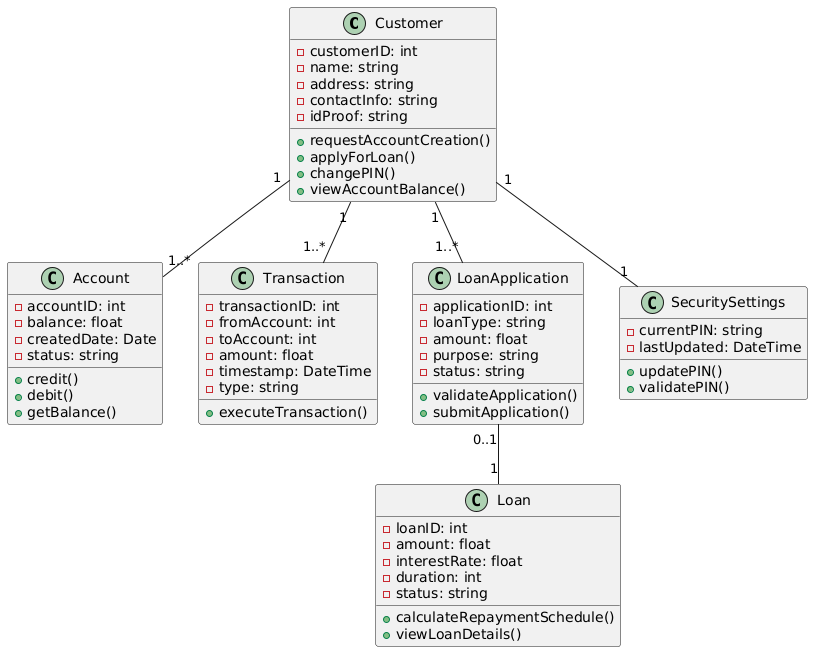 C Customer
customerID: int
name: string
address: string
contactInfo: string
idProof: string
requestAccountCreation()
applyForLoan()
changePIN()
viewAccountBalance()
1
1
1
1
1..*
1..*
1..*
1
C Account
accountID: int
balance: float
createdDate: Date
status: string
credit()
debit()
getBalance()
C Transaction
transactionID: int
fromAccount: int
toAccount: int
amount: float
timestamp: DateTime
type: string
executeTransaction()
C LoanApplication
applicationID: int
loanType: string
amount: float
purpose: string
status: string
validateApplication()
submitApplication()
C SecuritySettings
currentPIN: string
lastUpdated: DateTime
updatePIN()
validatePIN()
0..1
1
C Loan
loanID: int
amount: float
interestRate: float
duration: int
status: string
calculateRepaymentSchedule()
viewLoanDetails()